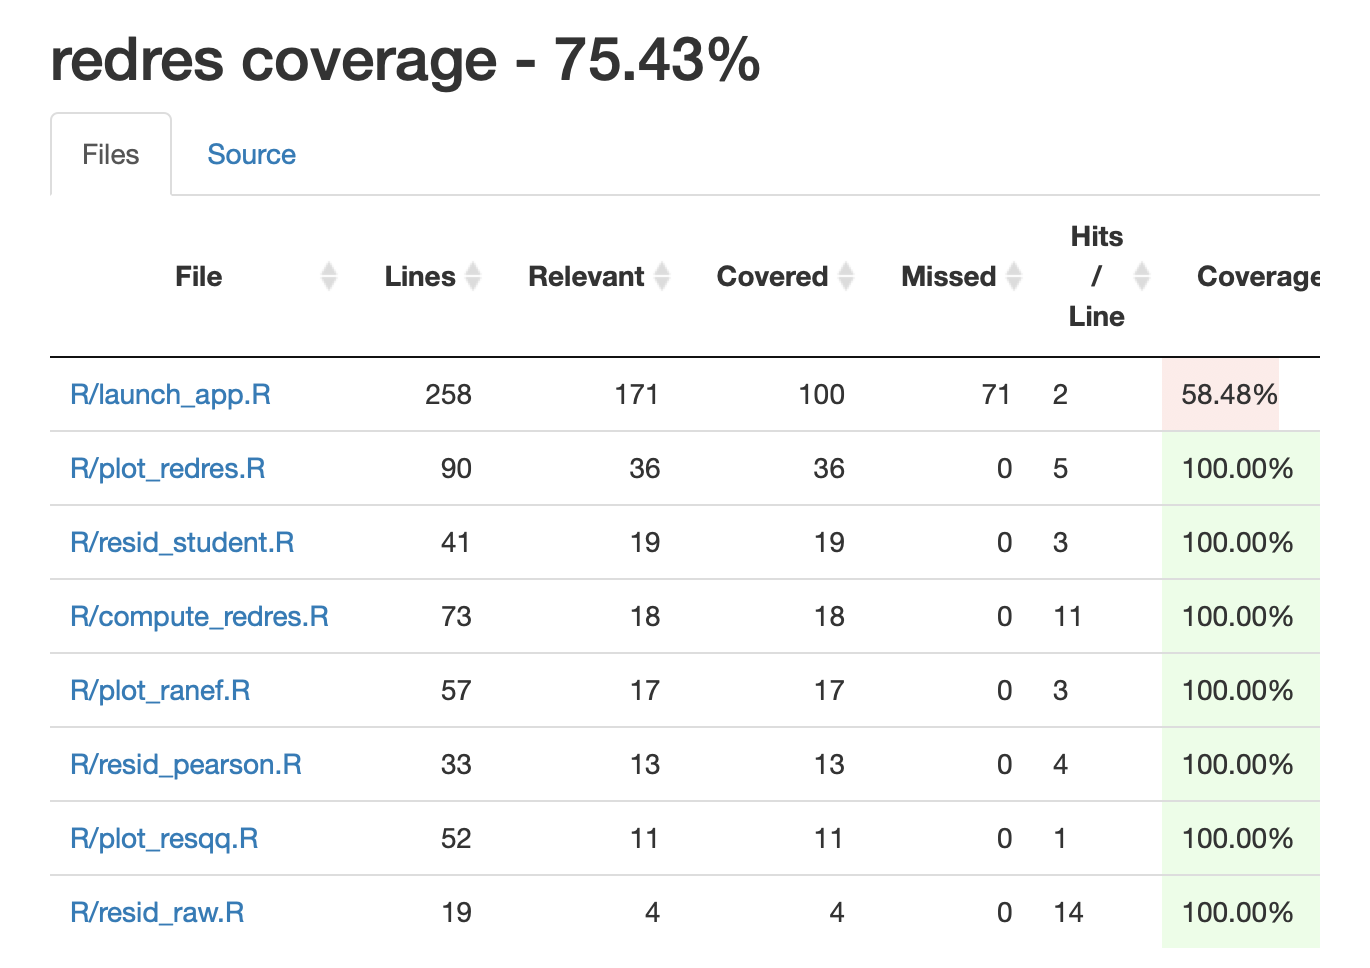 redres coverage - 75.43%
Files Source
File Lines Relevant Covered Missed Hits / Line Coverage
R/launch_app.R 258 171 100 71 2 58.48%
R/plot_redres.R 90 36 36 0 5 100.00%
R/resid_student.R 41 19 19 0 3 100.00%
R/compute_redres.R 73 18 18 0 11 100.00%
R/plot_ranef.R 57 17 17 0 3 100.00%
R/resid_pearson.R 33 13 13 0 4 100.00%
R/plot_resqq.R 52 11 11 0 1 100.00%
R/resid_raw.R 19 4 4 0 14 100.00%